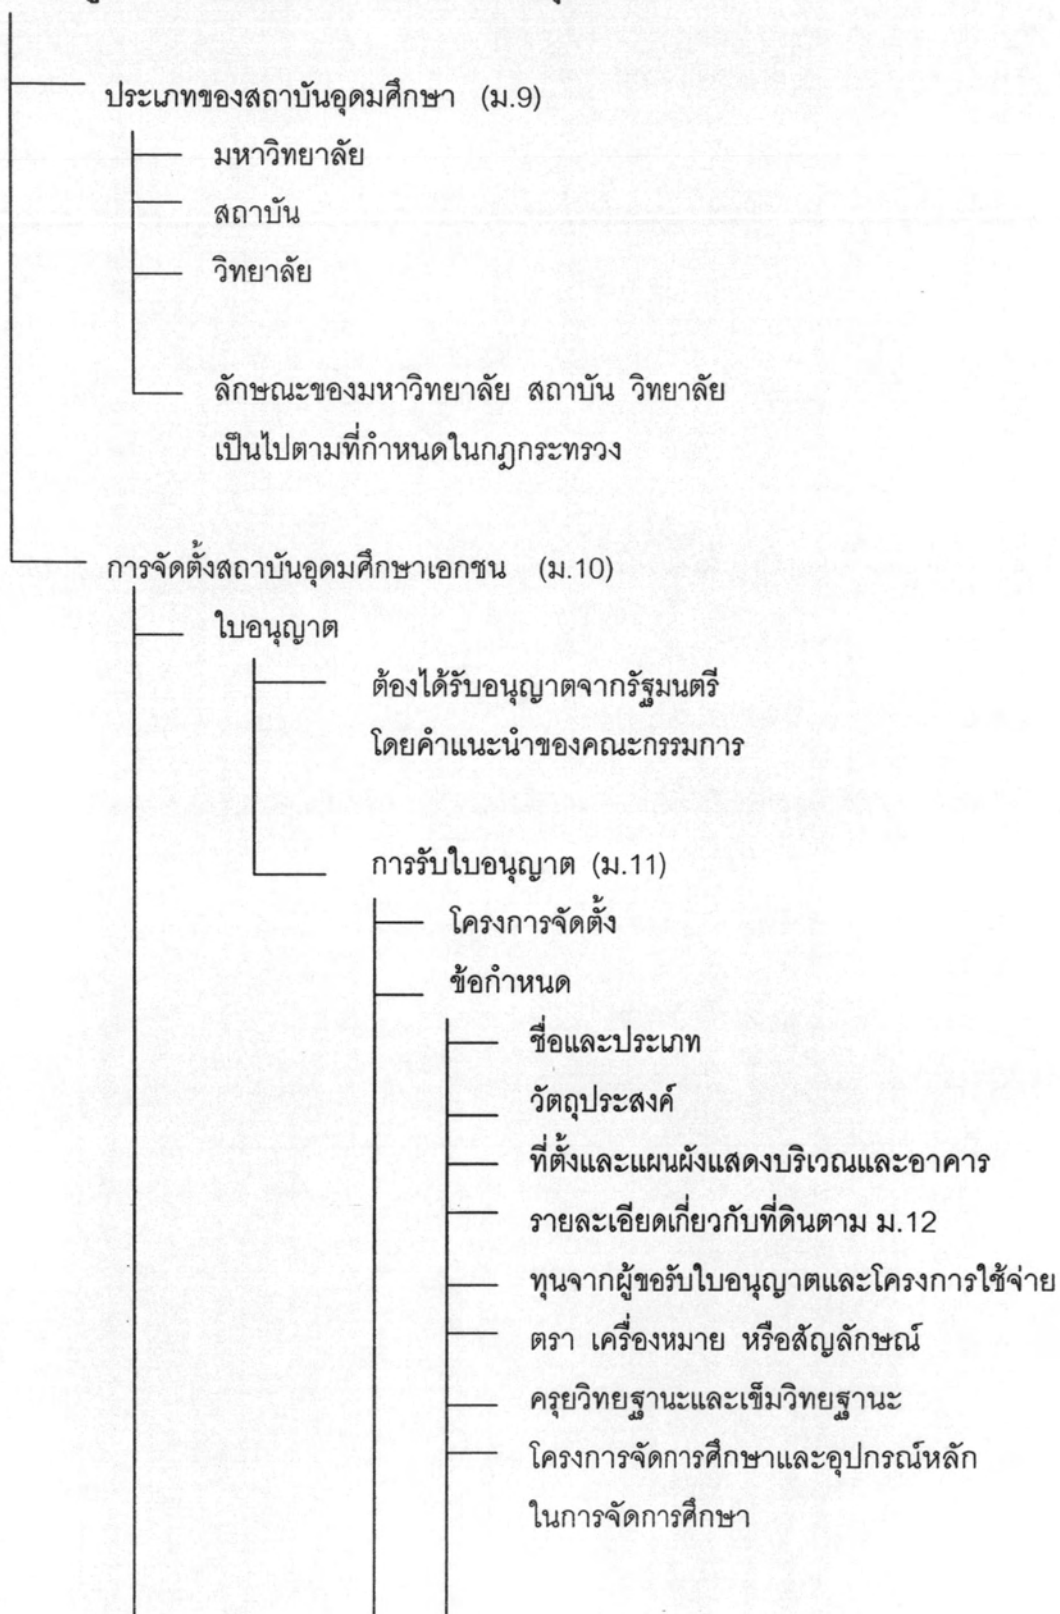 ประเภทของสถาบันอุดมศึกษา (ม.9)
มหาวิทยาลัย
สถาบัน
วิทยาลัย
ลักษณะของมหาวิทยาลัย สถาบัน วิทยาลัย
เป็นไปตามที่กำหนดในกฎกระทรวง
การจัดตั้งสถาบันอุดมศึกษาเอกชน (ม.10)
ใบอนุญาต
ต้องได้รับอนุญาตจากรัฐมนตรี
โดยคำแนะนำของคณะกรรมการ
การรับใบอนุญาต (ม.11)
โครงการจัดตั้ง
ข้อกำหนด
ชื่อและประเภท
วัตถุประสงค์
ที่ตั้งและแผนผังแสดงบริเวณและอาคาร
รายละเอียดเกี่ยวกับที่ดินตาม ม.12
ทุนจากผู้ขอรับใบอนุญาตและโครงการใช้จ่าย
ตรา เครื่องหมาย หรือสัญลักษณ์
ครุยวิทยฐานะและเข็มวิทยฐานะ
โครงการจัดการศึกษาและอุปกรณ์หลัก
ในการจัดการศึกษา